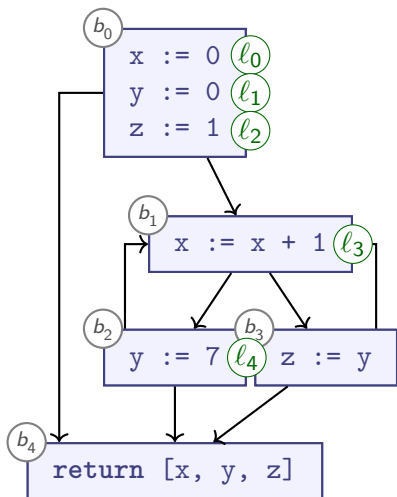 b₀
x := 0 ℓ₀
y := 0 ℓ₁
z := 1 ℓ₂
b₁
x := x + 1 ℓ₃
b₂
y := 7 ℓ₄
b₃
z := y
b₄
return [x, y, z]